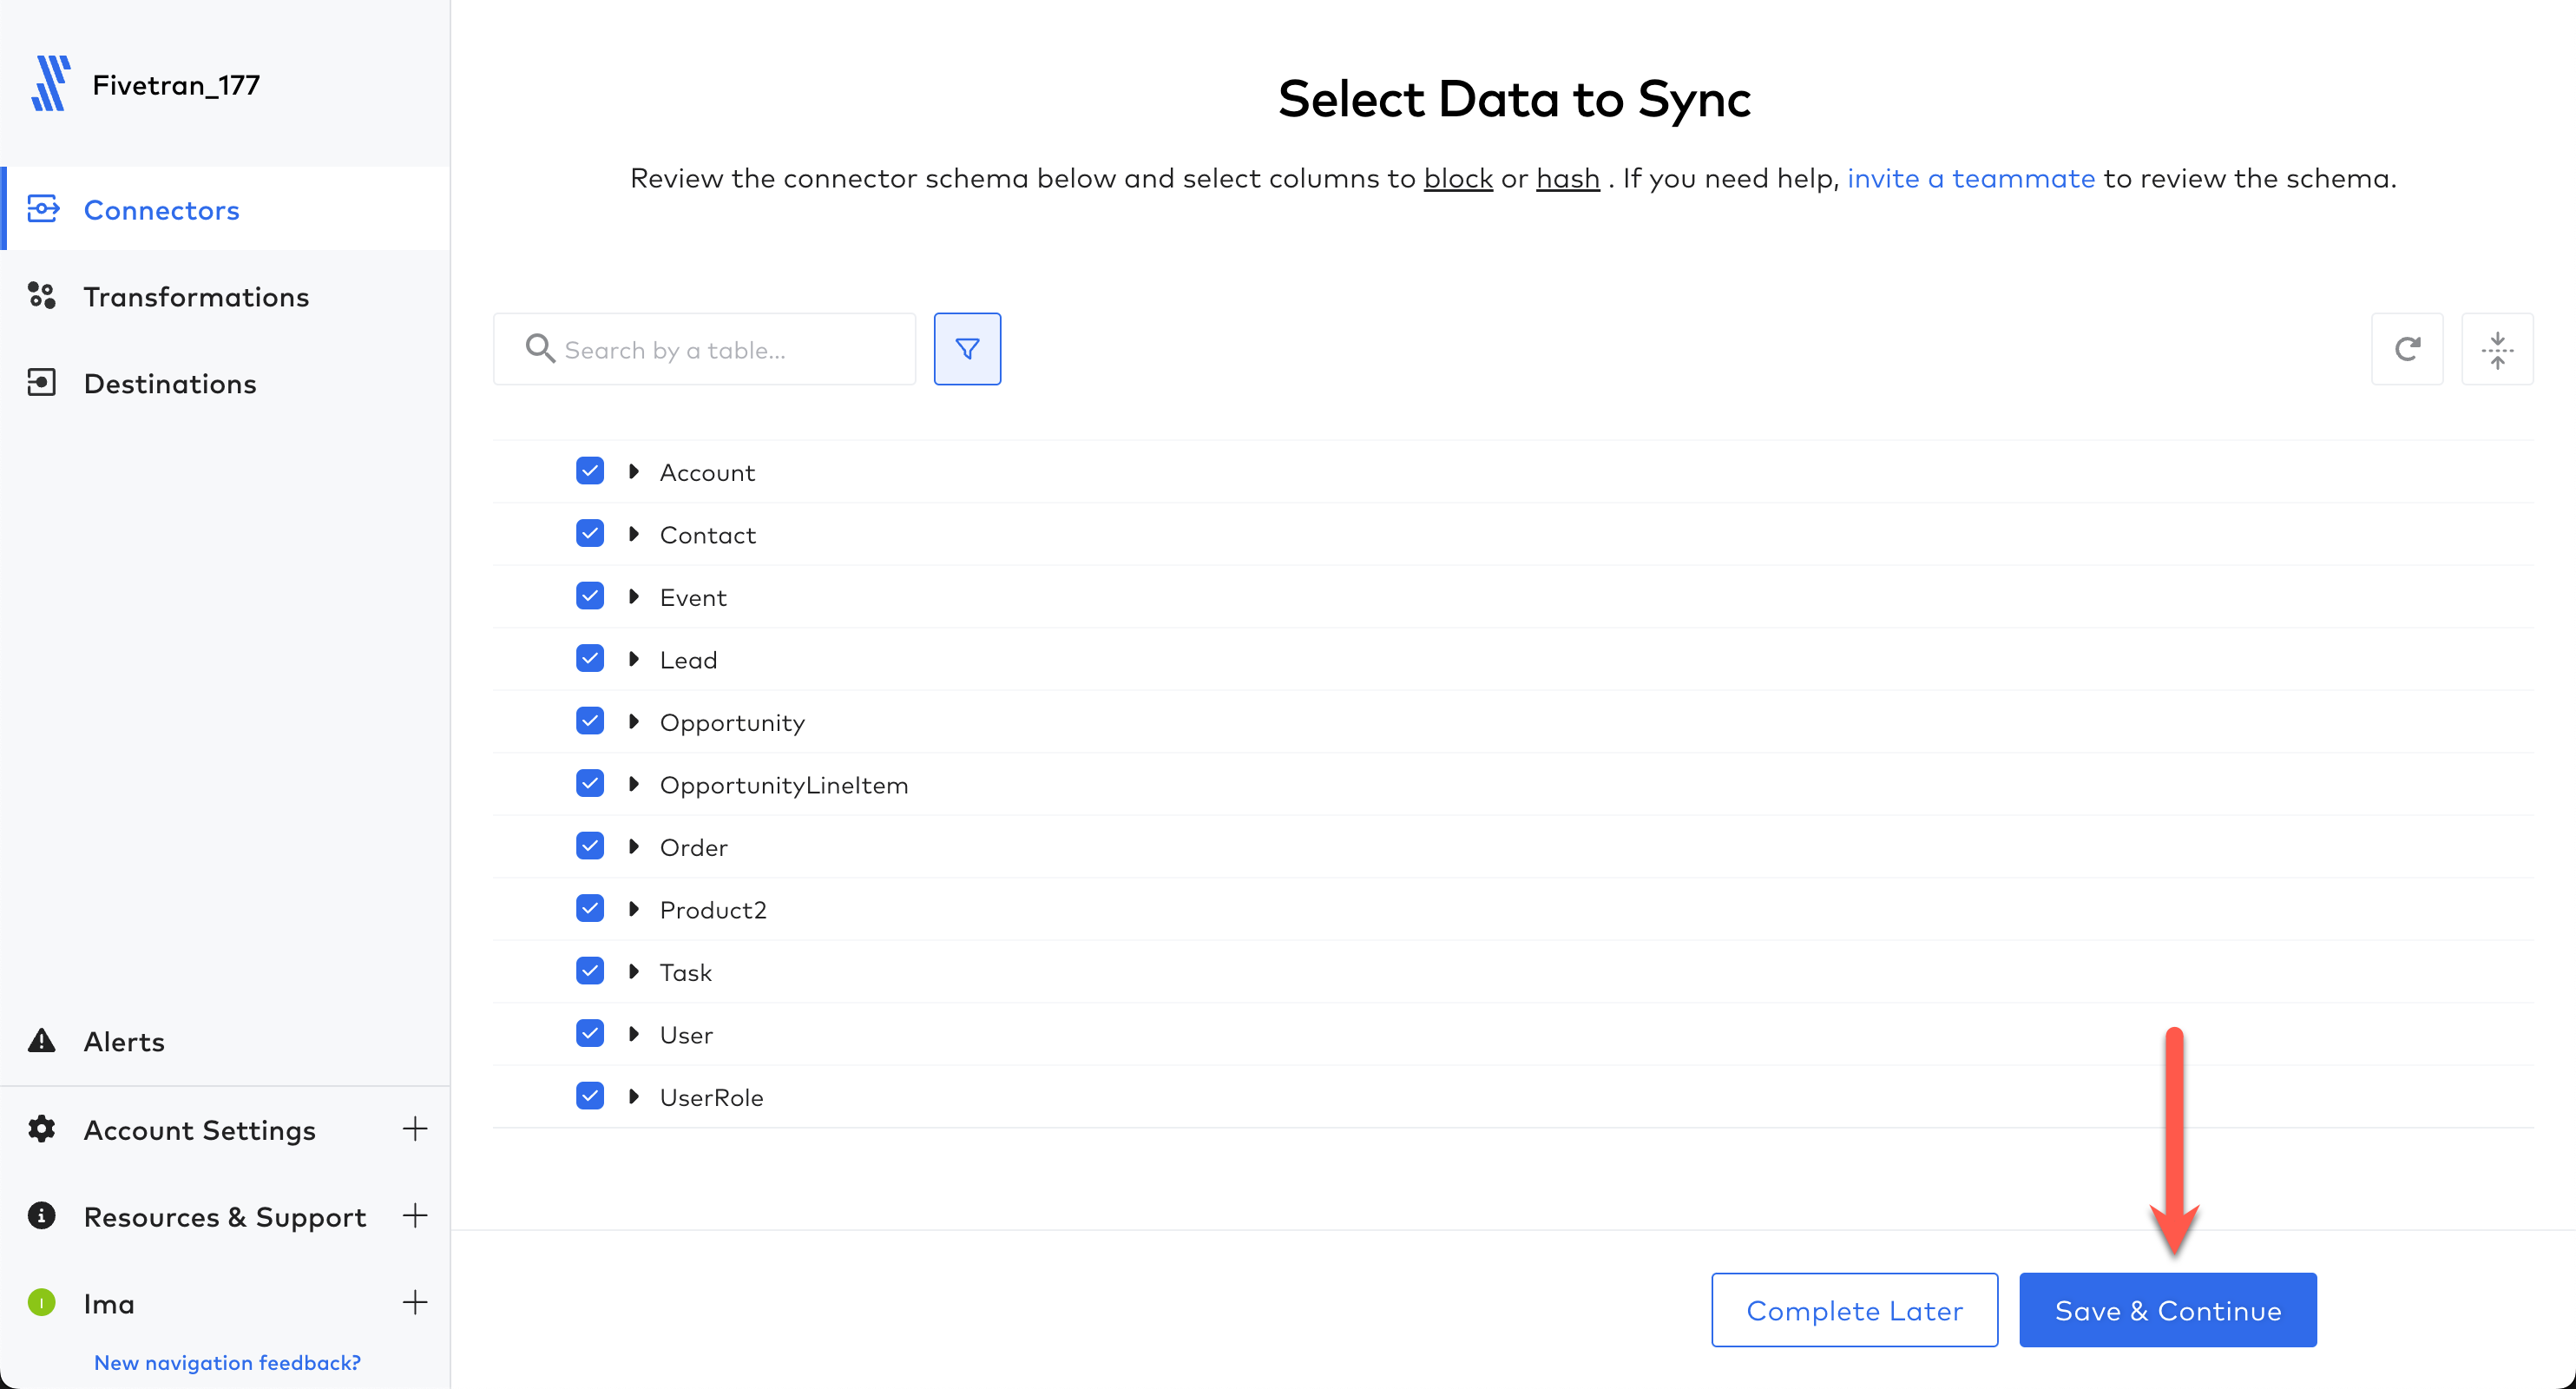 Fivetran_177
Connectors
Transformations
Destinations
Alerts
Account Settings
Resources & Support
I
Ima
New navigation feedback?
Select Data to Sync
Review the connector schema below and select columns to block or hash . If you need help, invite a teammate to review the schema.
Search by a table...
Account
Contact
Event
Lead
Opportunity
OpportunityLineItem
Order
Product2
Task
User
UserRole
Complete Later
Save & Continue